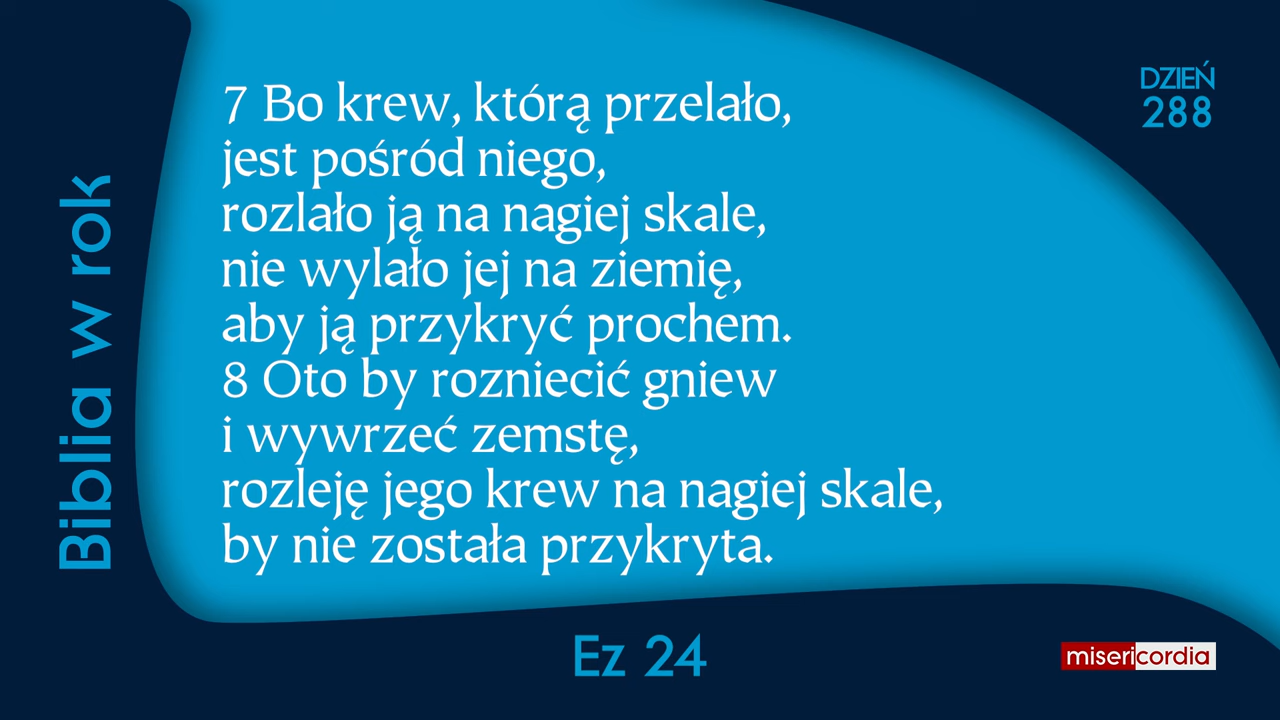 Biblia w rok
DZIEŃ
288
7 Bo krew, którą przelało,
jest pośród niego,
rozlało ją na nagiej skale,
nie wylało jej na ziemię,
aby ją przykryć prochem.
8 Oto by rozniecić gniew
i wywrzeć zemstę,
rozleję jego krew na nagiej skale,
by nie została przykryta.
Ez 24
misericordia